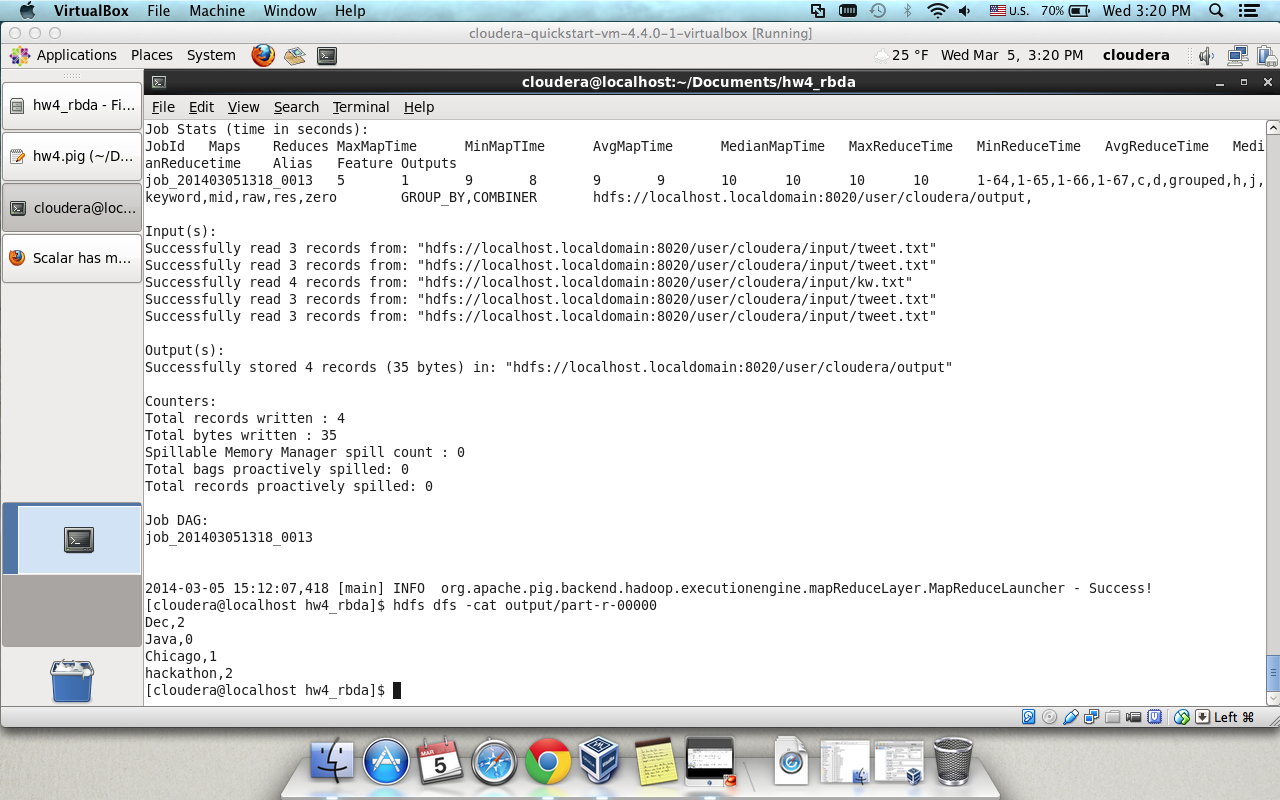 VirtualBox File Machine Window Help U.S. 70% Wed 3:20 PM
cloudera-quickstart-vm-4.4.0-1-virtualbox [Running]
Applications Places System 25 °F Wed Mar 5, 3:20 PM cloudera
cloudera@localhost:~/Documents/hw4_rbda
File Edit View Search Terminal Help
hw4_rbda - Fi...
hw4.pig (~/D...
cloudera@loc...
Scalar has m...
Job Stats (time in seconds):
JobId Maps Reduces MaxMapTime MinMapTIme AvgMapTime MedianMapTime MaxReduceTime MinReduceTime AvgReduceTime Medi
anReducetime Alias Feature Outputs
job_201403051318_0013 5 1 9 8 9 9 10 10 10 10 1-64,1-65,1-66,1-67,c,d,grouped,h,j,
keyword,mid,raw,res,zero GROUP_BY,COMBINER hdfs://localhost.localdomain:8020/user/cloudera/output,
Input(s):
Successfully read 3 records from: "hdfs://localhost.localdomain:8020/user/cloudera/input/tweet.txt"
Successfully read 3 records from: "hdfs://localhost.localdomain:8020/user/cloudera/input/tweet.txt"
Successfully read 4 records from: "hdfs://localhost.localdomain:8020/user/cloudera/input/kw.txt"
Successfully read 3 records from: "hdfs://localhost.localdomain:8020/user/cloudera/input/tweet.txt"
Successfully read 3 records from: "hdfs://localhost.localdomain:8020/user/cloudera/input/tweet.txt"
Output(s):
Successfully stored 4 records (35 bytes) in: "hdfs://localhost.localdomain:8020/user/cloudera/output"
Counters:
Total records written : 4
Total bytes written : 35
Spillable Memory Manager spill count : 0
Total bags proactively spilled: 0
Total records proactively spilled: 0
Job DAG:
job_201403051318_0013
2014-03-05 15:12:07,418 [main] INFO  org.apache.pig.backend.hadoop.executionengine.mapReduceLayer.MapReduceLauncher - Success!
[cloudera@localhost hw4_rbda]$ hdfs dfs -cat output/part-r-00000
Dec,2
Java,0
Chicago,1
hackathon,2
[cloudera@localhost hw4_rbda]$
Left ⌘
MAR
5